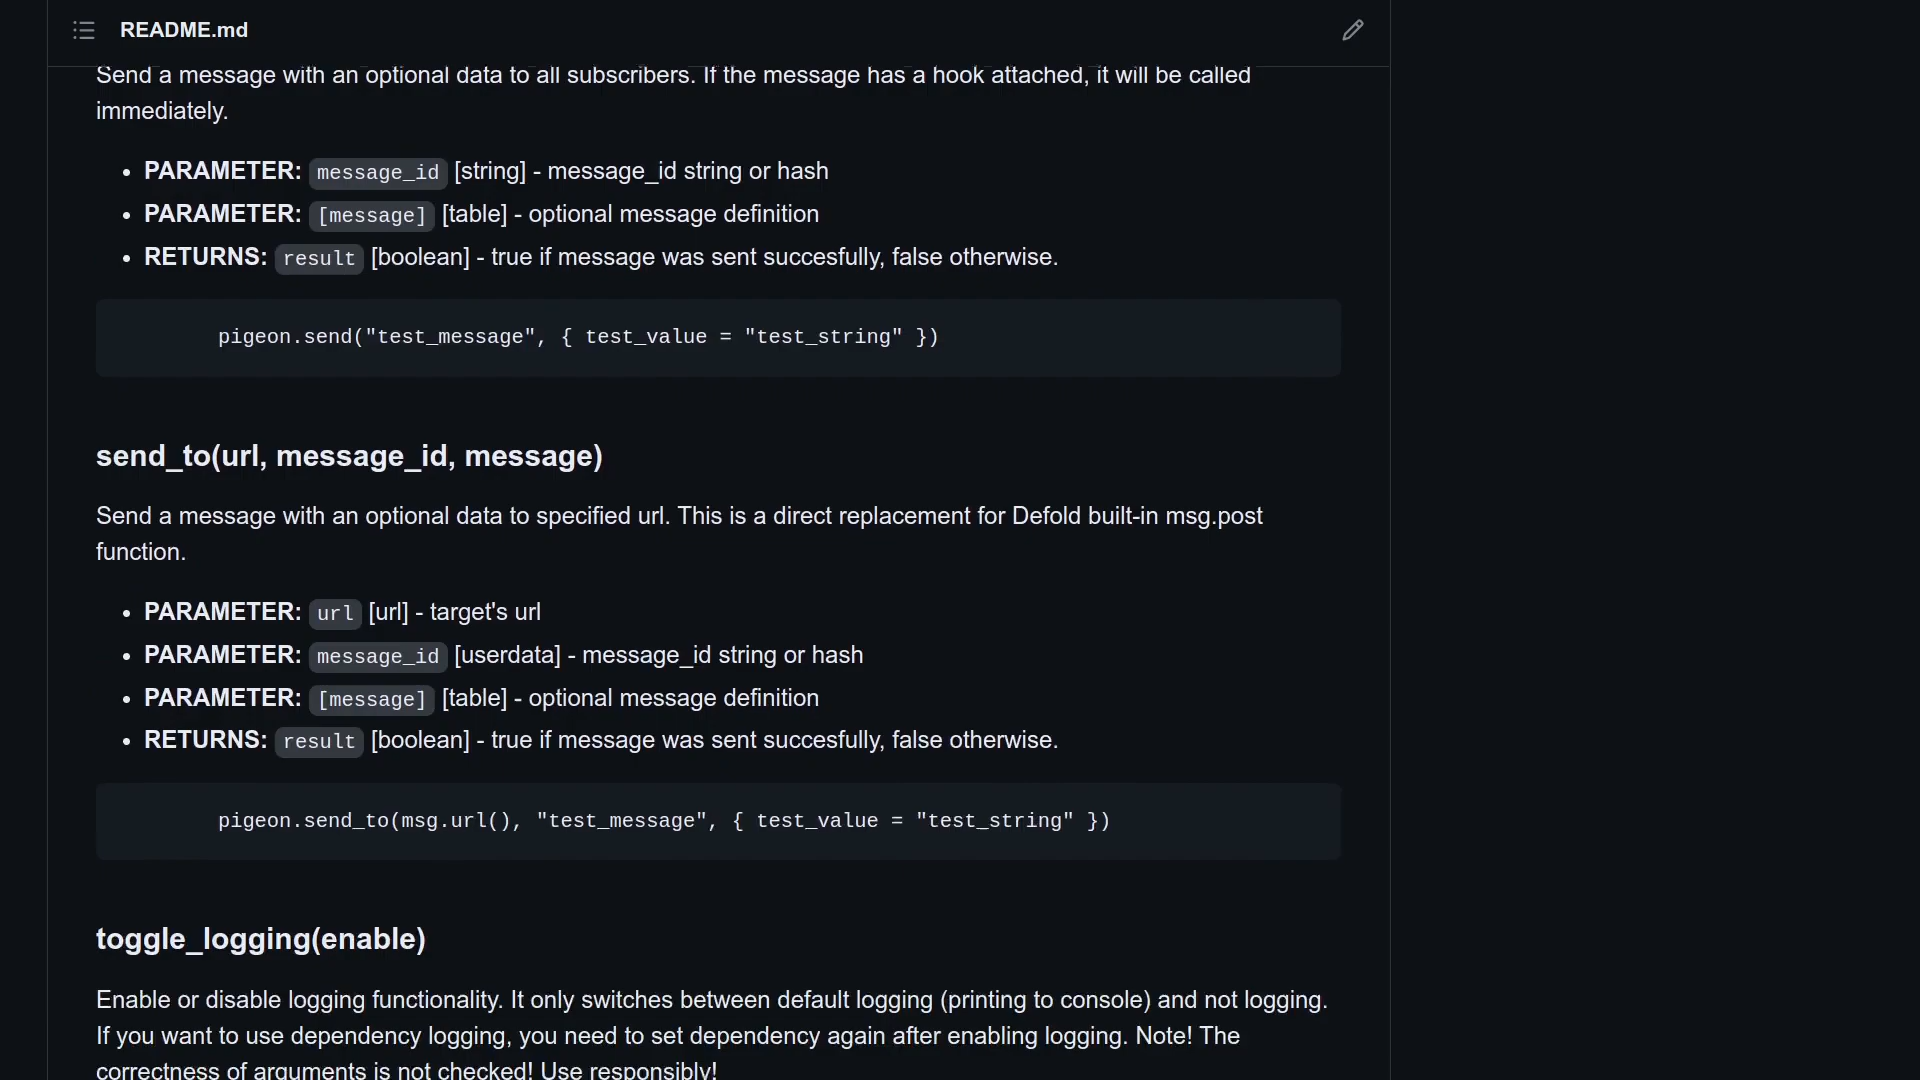 README.md
Send a message with an optional data to all subscribers. If the message has a hook attached, it will be called
immediately.
• PARAMETER: message_id [string] - message_id string or hash
• PARAMETER: [message] [table] - optional message definition
• RETURNS: result [boolean] - true if message was sent succesfully, false otherwise.
pigeon.send("test_message", { test_value = "test_string" })
send_to(url, message_id, message)
Send a message with an optional data to specified url. This is a direct replacement for Defold built-in msg.post
function.
• PARAMETER: url [url] - target's url
• PARAMETER: message_id [userdata] - message_id string or hash
• PARAMETER: [message] [table] - optional message definition
• RETURNS: result [boolean] - true if message was sent succesfully, false otherwise.
pigeon.send_to(msg.url(), "test_message", { test_value = "test_string" })
toggle_logging(enable)
Enable or disable logging functionality. It only switches between default logging (printing to console) and not logging.
If you want to use dependency logging, you need to set dependency again after enabling logging. Note! The
correctness of arguments is not checked! Use responsibly!